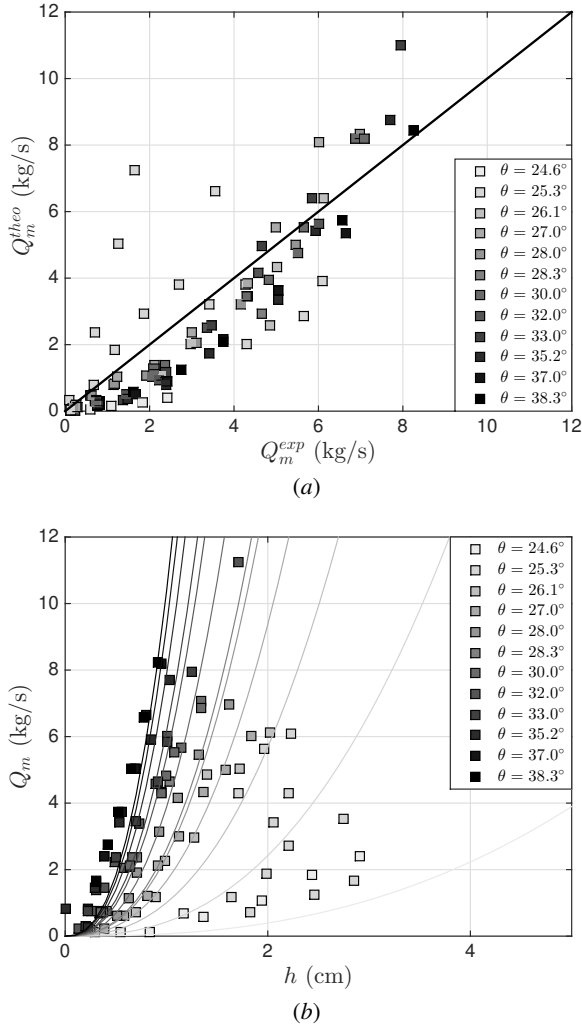 12
10
8
6
4
2
0
Q_m^{theo} (kg/s)
θ = 24.6°
θ = 25.3°
θ = 26.1°
θ = 27.0°
θ = 28.0°
θ = 28.3°
θ = 30.0°
θ = 32.0°
θ = 33.0°
θ = 35.2°
θ = 37.0°
θ = 38.3°
0 2 4 6 8 10 12
Q_m^{exp} (kg/s)
(a)
12
10
8
6
4
2
0
Q_m (kg/s)
θ = 24.6°
θ = 25.3°
θ = 26.1°
θ = 27.0°
θ = 28.0°
θ = 28.3°
θ = 30.0°
θ = 32.0°
θ = 33.0°
θ = 35.2°
θ = 37.0°
θ = 38.3°
0 2 4
h (cm)
(b)